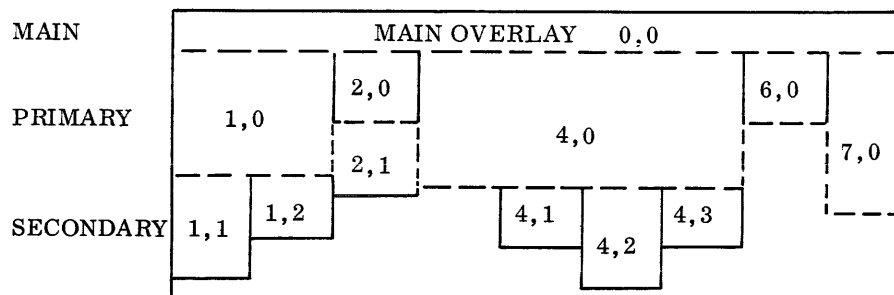 MAIN MAIN OVERLAY 0,0
2,0 6,0
PRIMARY 1,0 4,0
2,1 7,0
1,2 4,1 4,3
SECONDARY 1,1 4,2